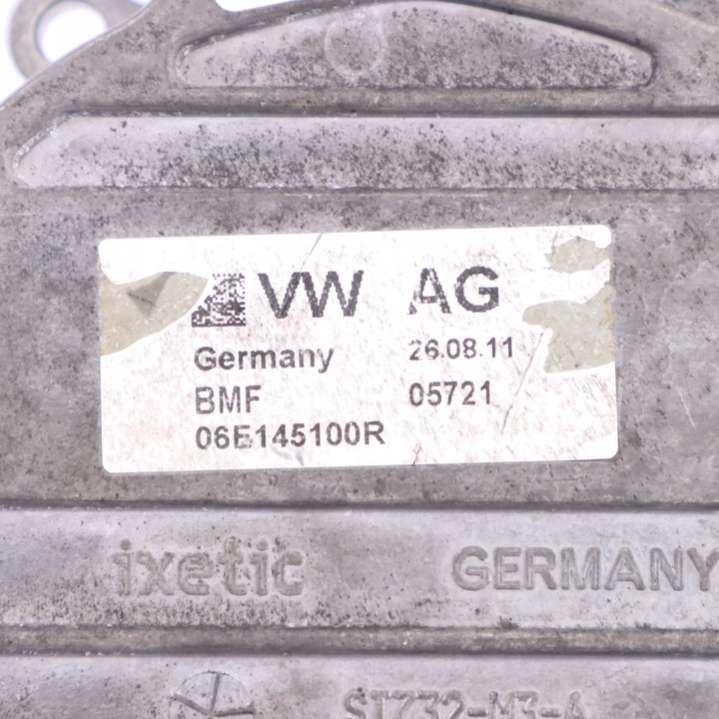 VW AG
Germany 26.08.11
BMF 05721
06E145100R
ixetic GERMANY